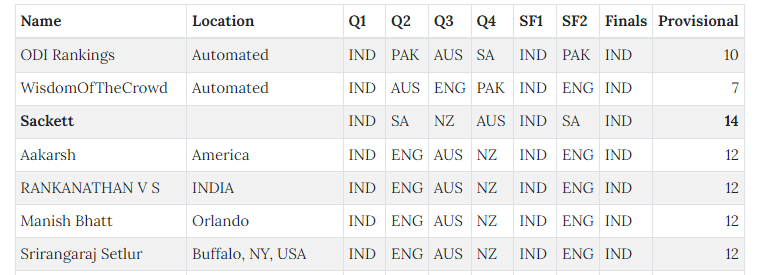 Name Location Q1 Q2 Q3 Q4 SF1 SF2 Finals Provisional
ODI Rankings Automated IND PAK AUS SA IND PAK IND 10
WisdomOfTheCrowd Automated IND AUS ENG PAK IND ENG IND 7
Sackett IND SA NZ AUS IND SA IND 14
Aakarsh America IND ENG AUS NZ IND ENG IND 12
RANKANATHAN V S INDIA IND ENG AUS NZ IND ENG IND 12
Manish Bhatt Orlando IND ENG AUS NZ IND ENG IND 12
Srirangaraj Setlur Buffalo, NY, USA IND ENG AUS NZ IND ENG IND 12